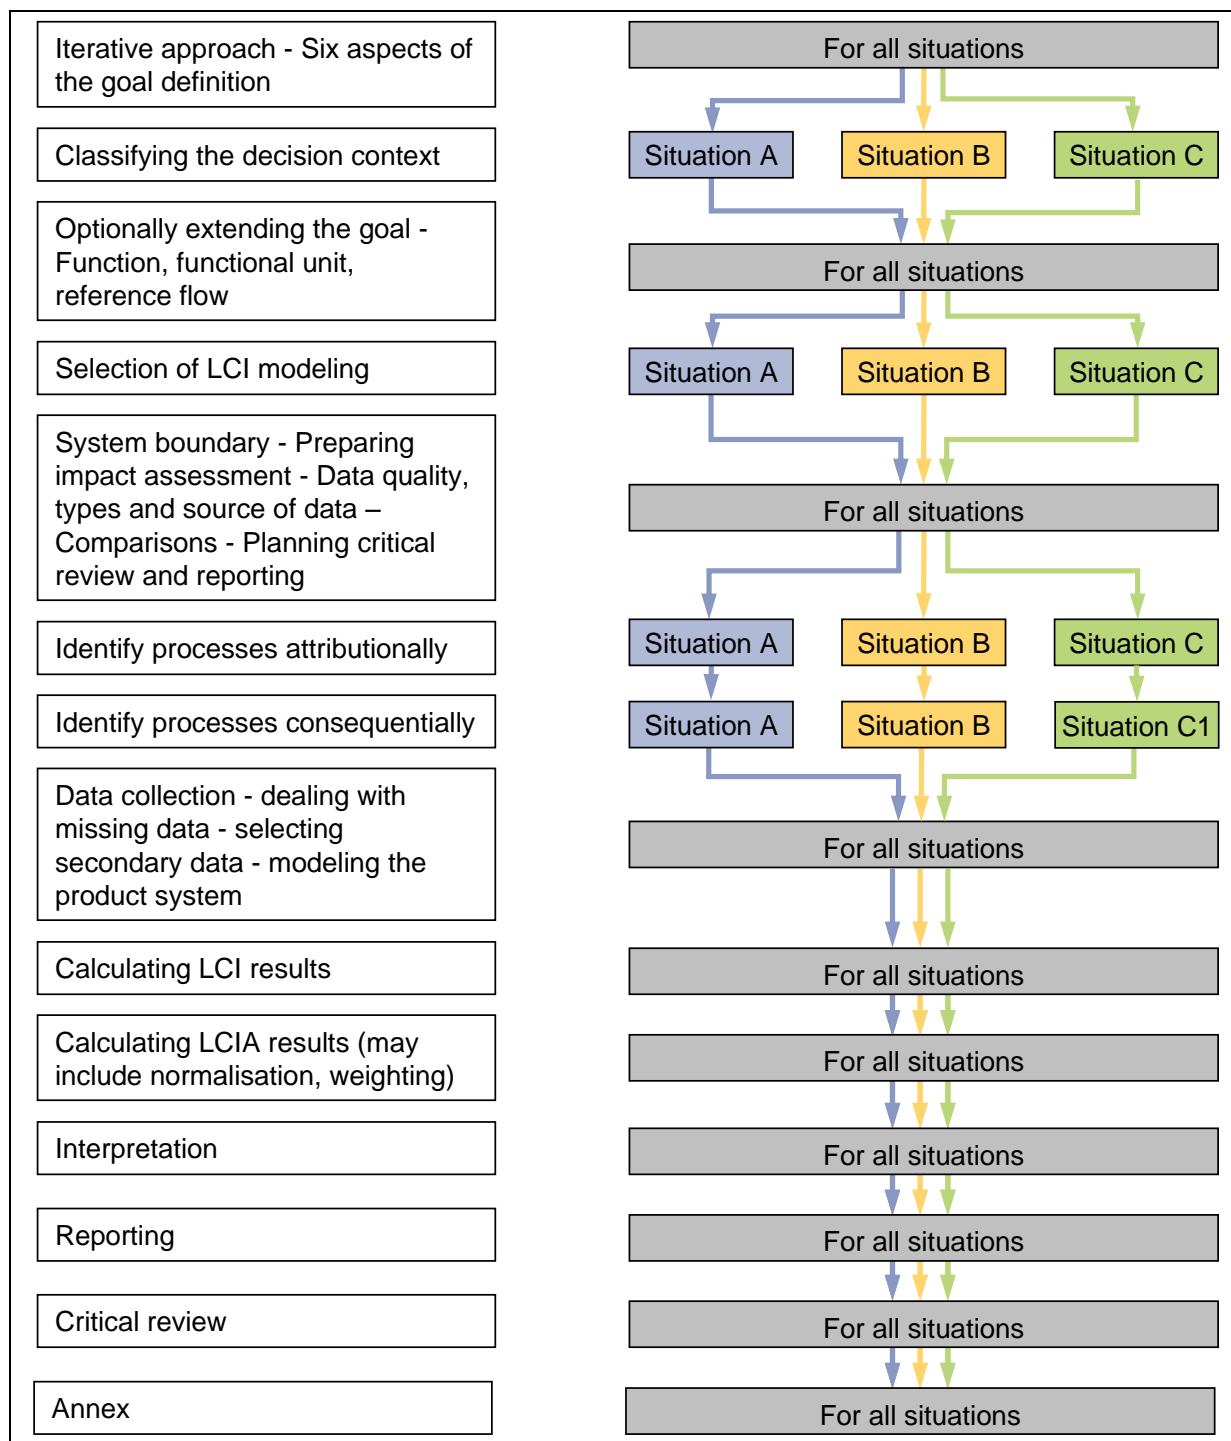 Iterative approach - Six aspects of
the goal definition
For all situations
Classifying the decision context
Situation A
Situation B
Situation C
Optionally extending the goal -
Function, functional unit,
reference flow
For all situations
Selection of LCI modeling
Situation A
Situation B
Situation C
System boundary - Preparing
impact assessment - Data quality,
types and source of data –
Comparisons - Planning critical
review and reporting
For all situations
Identify processes attributionally
Situation A
Situation B
Situation C
Identify processes consequentially
Situation A
Situation B
Situation C1
Data collection - dealing with
missing data - selecting
secondary data - modeling the
product system
For all situations
Calculating LCI results
For all situations
Calculating LCIA results (may
include normalisation, weighting)
For all situations
Interpretation
For all situations
Reporting
For all situations
Critical review
For all situations
Annex
For all situations